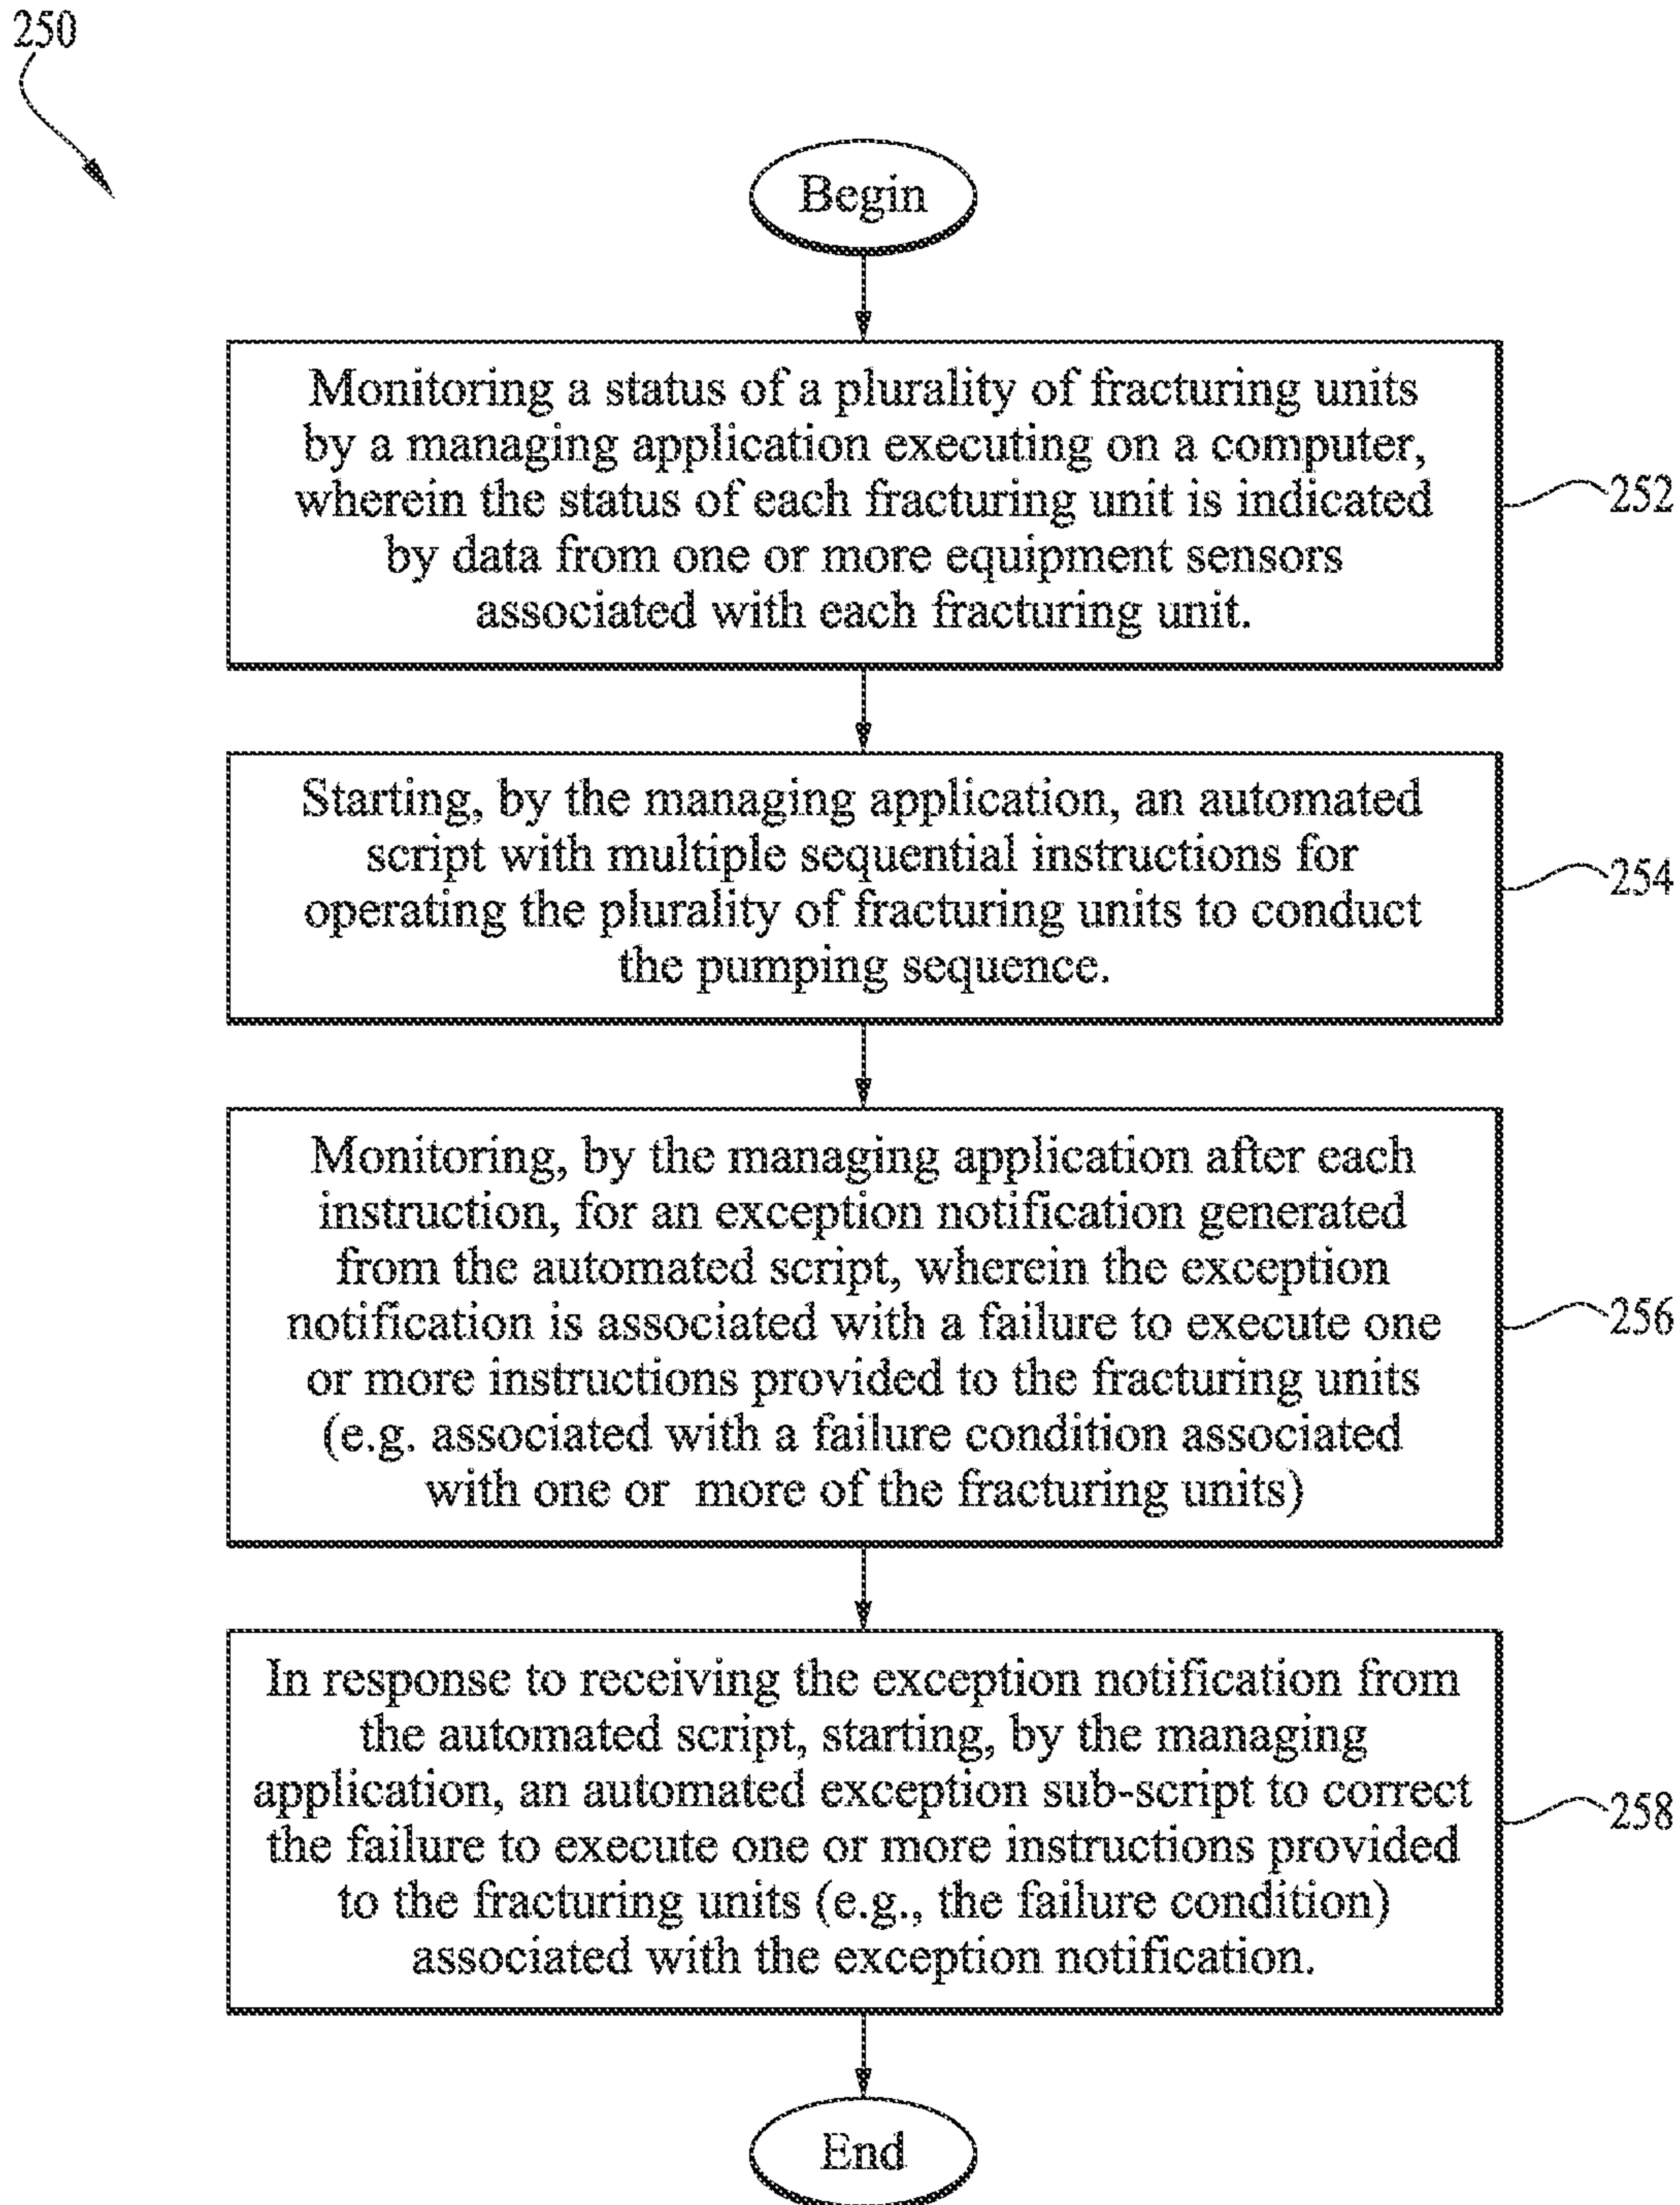 250
Begin
Monitoring a status of a plurality of fracturing units
by a managing application executing on a computer,
wherein the status of each fracturing unit is indicated
by data from one or more equipment sensors
associated with each fracturing unit.
252
Starting, by the managing application, an automated
script with multiple sequential instructions for
operating the plurality of fracturing units to conduct
the pumping sequence.
254
Monitoring, by the managing application after each
instruction, for an exception notification generated
from the automated script, wherein the exception
notification is associated with a failure to execute one
or more instructions provided to the fracturing units
(e.g. associated with a failure condition associated
with one or more of the fracturing units)
256
In response to receiving the exception notification from
the automated script, starting, by the managing
application, an automated exception sub-script to correct
the failure to execute one or more instructions provided
to the fracturing units (e.g., the failure condition)
associated with the exception notification.
258
End